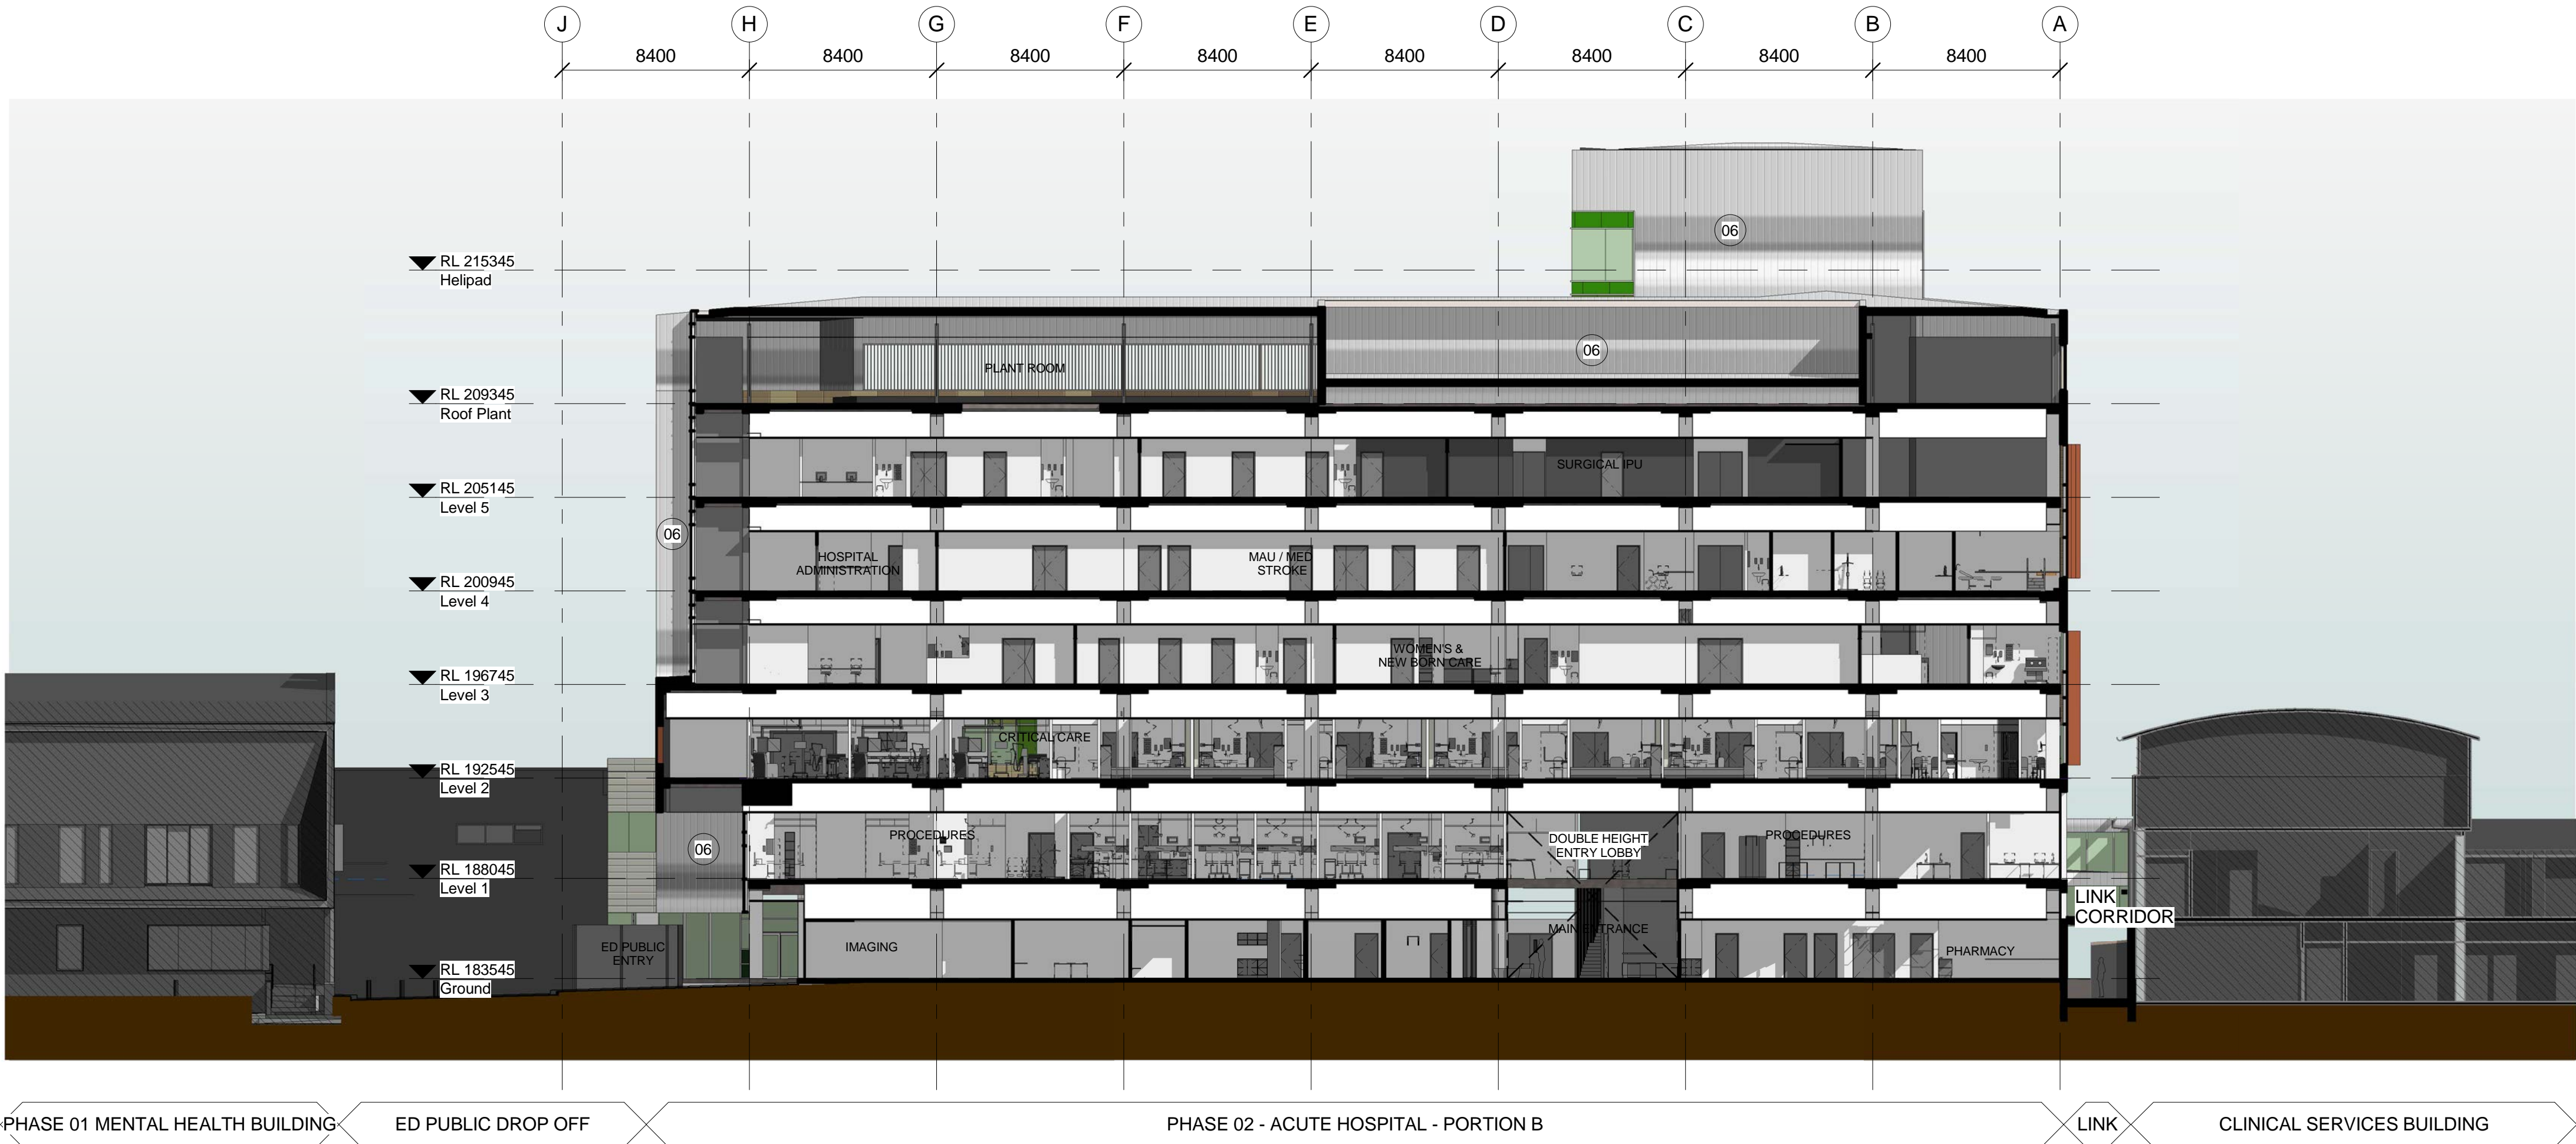 J H G F E D C B A
8400 8400 8400 8400 8400 8400 8400 8400
06
RL 215345
Helipad
06
PLANT ROOM
RL 209345
Roof Plant
SURGICAL IPU
RL 205145
Level 5
06
HOSPITAL
ADMINISTRATION
MAU / MED
STROKE
RL 200945
Level 4
WOMEN'S &
NEW BORN CARE
RL 196745
Level 3
CRITICAL CARE
RL 192545
Level 2
PROCEDURES
DOUBLE HEIGHT
ENTRY LOBBY
PROCEDURES
06
RL 188045
Level 1
LINK
CORRIDOR
MAIN ENTRANCE
ED PUBLIC
ENTRY
IMAGING
PHARMACY
RL 183545
Ground
PHASE 01 MENTAL HEALTH BUILDING
ED PUBLIC DROP OFF
PHASE 02 - ACUTE HOSPITAL - PORTION B
LINK
CLINICAL SERVICES BUILDING